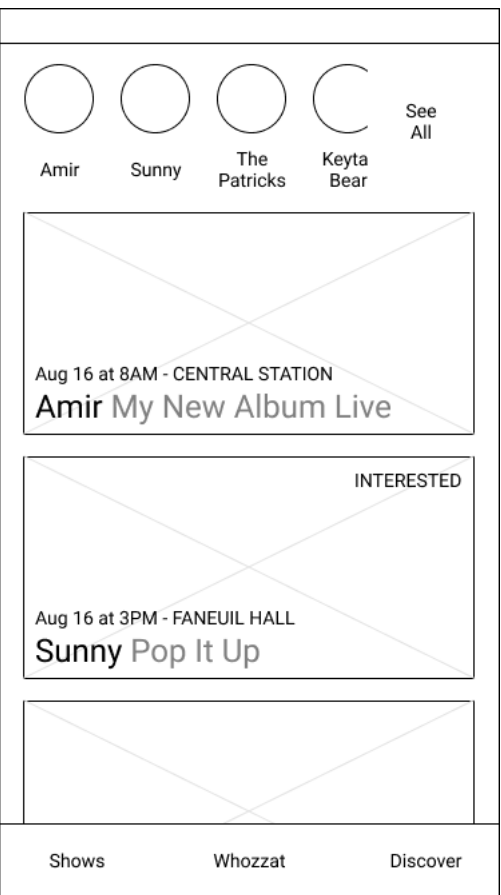 Amir
Sunny
The
Patricks
Keyta
Bear
See
All
Aug 16 at 8AM - CENTRAL STATION
Amir My New Album Live
INTERESTED
Aug 16 at 3PM - FANEUIL HALL
Sunny Pop It Up
Shows
Whozzat
Discover